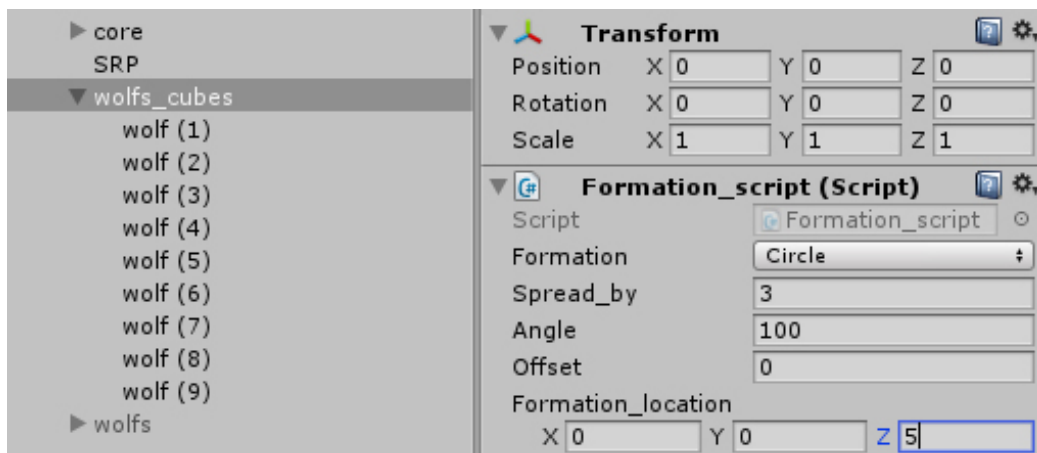 core
SRP
wolfs_cubes
wolf (1)
wolf (2)
wolf (3)
wolf (4)
wolf (5)
wolf (6)
wolf (7)
wolf (8)
wolf (9)
wolfs
Transform
Position X 0 Y 0 Z 0
Rotation X 0 Y 0 Z 0
Scale X 1 Y 1 Z 1
Formation_script (Script)
Script Formation_script
Formation Circle
Spread_by 3
Angle 100
Offset 0
Formation_location
X 0 Y 0 Z 5